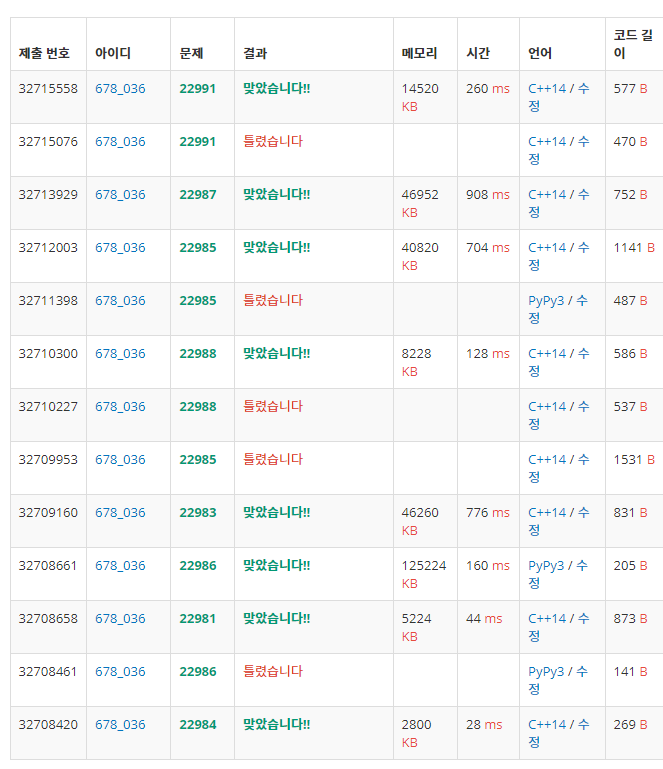 제출 번호 아이디 문제 결과 메모리 시간 언어 코드 길이
32715558 678_036 22991 맞았습니다!! 14520 KB 260 ms C++14 / 수정 577 B
32715076 678_036 22991 틀렸습니다 C++14 / 수정 470 B
32713929 678_036 22987 맞았습니다!! 46952 KB 908 ms C++14 / 수정 752 B
32712003 678_036 22985 맞았습니다!! 40820 KB 704 ms C++14 / 수정 1141 B
32711398 678_036 22985 틀렸습니다 PyPy3 / 수정 487 B
32710300 678_036 22988 맞았습니다!! 8228 KB 128 ms C++14 / 수정 586 B
32710227 678_036 22988 틀렸습니다 C++14 / 수정 537 B
32709953 678_036 22985 틀렸습니다 C++14 / 수정 1531 B
32709160 678_036 22983 맞았습니다!! 46260 KB 776 ms C++14 / 수정 831 B
32708661 678_036 22986 맞았습니다!! 125224 KB 160 ms PyPy3 / 수정 205 B
32708658 678_036 22981 맞았습니다!! 5224 KB 44 ms C++14 / 수정 873 B
32708461 678_036 22986 틀렸습니다 PyPy3 / 수정 141 B
32708420 678_036 22984 맞았습니다!! 2800 KB 28 ms C++14 / 수정 269 B